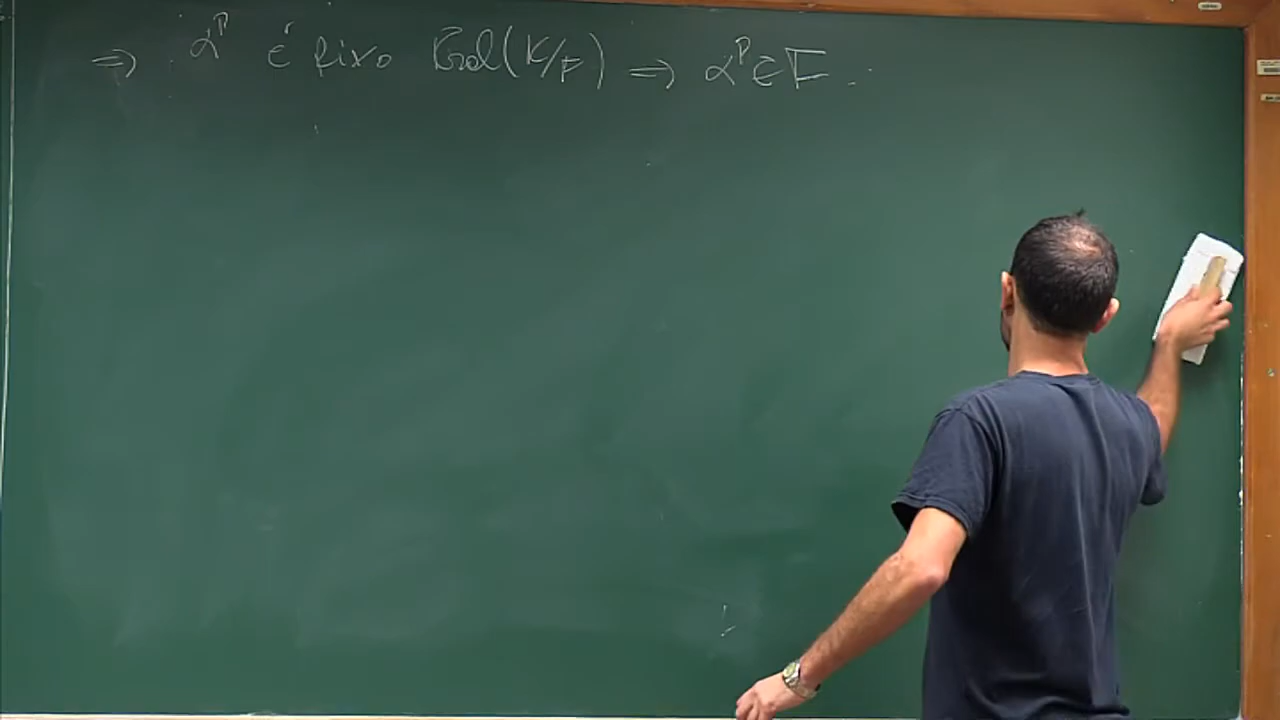 ⇒ α^p é fixo Gal(K/F) ⇒ α^p ∈ F.